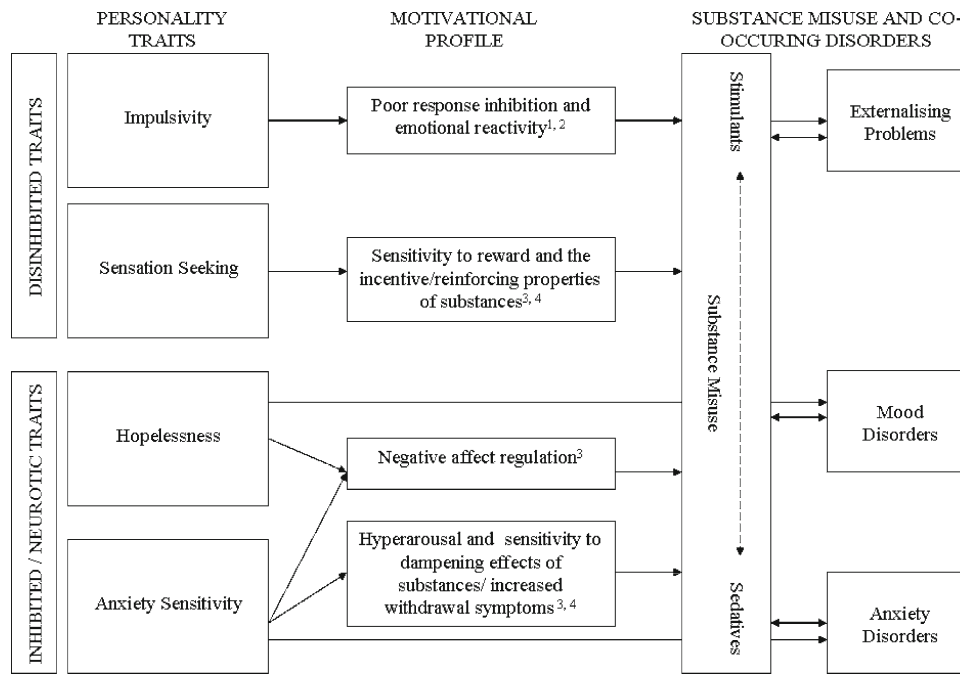 PERSONALITY
TRAITS
MOTIVATIONAL
PROFILE
SUBSTANCE MISUSE AND CO-
OCCURING DISORDERS
DISINHIBITED TRAITS
Impulsivity
Poor response inhibition and
emotional reactivity1, 2
Stimulants
Externalising
Problems
Sensation Seeking
Sensitivity to reward and the
incentive/reinforcing properties
of substances3, 4
Substance Misuse
INHIBITED / NEUROTIC TRAITS
Hopelessness
Negative affect regulation3
Mood
Disorders
Anxiety Sensitivity
Hyperarousal and sensitivity to
dampening effects of
substances/ increased
withdrawal symptoms 3, 4
Sedatives
Anxiety
Disorders